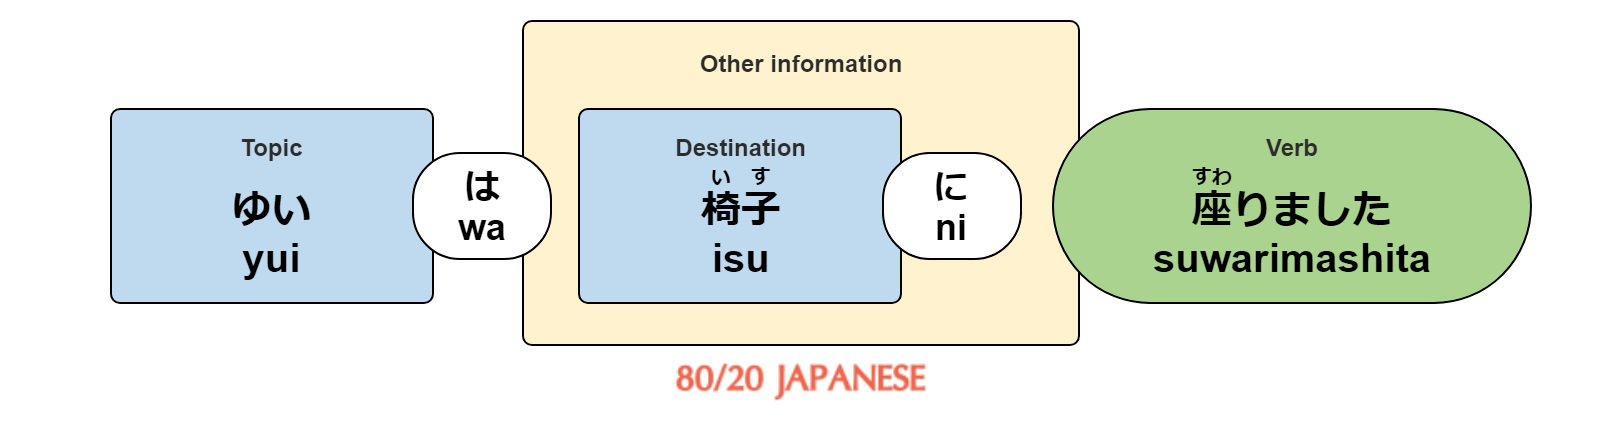 Other information
Topic
ゆい
yui
は
wa
Destination
いす
椅子
isu
に
ni
Verb
すわ
座りました
suwarimashita
80/20 JAPANESE